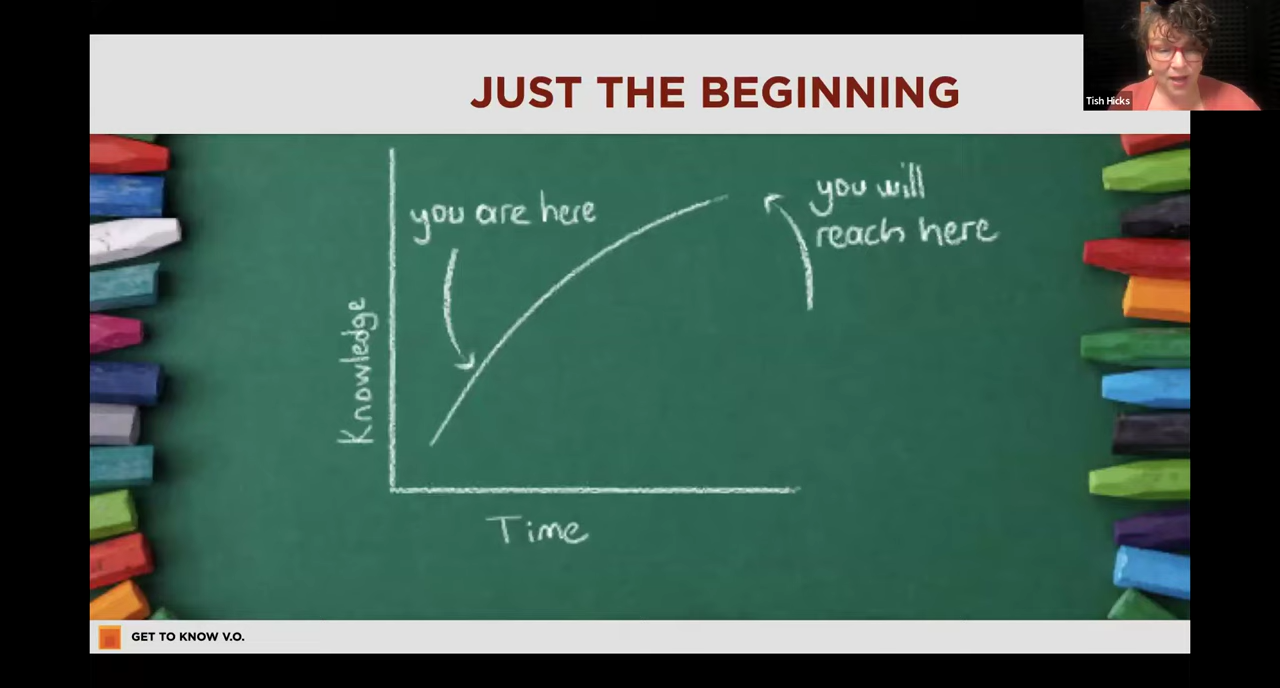 JUST THE BEGINNING
Tish Hicks
you are here
you will
reach here
Knowledge
Time
GET TO KNOW V.O.